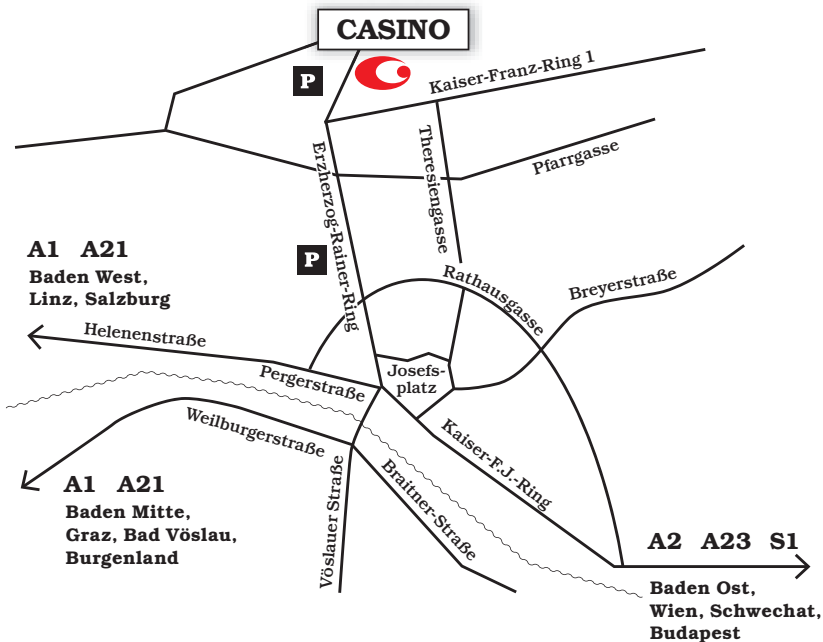 CASINO
P
Kaiser-Franz-Ring 1
Theresiengasse
Pfarrgasse
Erzherzog-Rainer-Ring
P
A1 A21
Baden West,
Linz, Salzburg
Rathausgasse
Breyerstraße
Helenenstraße
Pergerstraße
Josefs-
platz
Weilburgerstraße
Kaiser-F.J.-Ring
Vöslauer Straße
Braitner-Straße
A1 A21
Baden Mitte,
Graz, Bad Vöslau,
Burgenland
A2 A23 S1
Baden Ost,
Wien, Schwechat,
Budapest